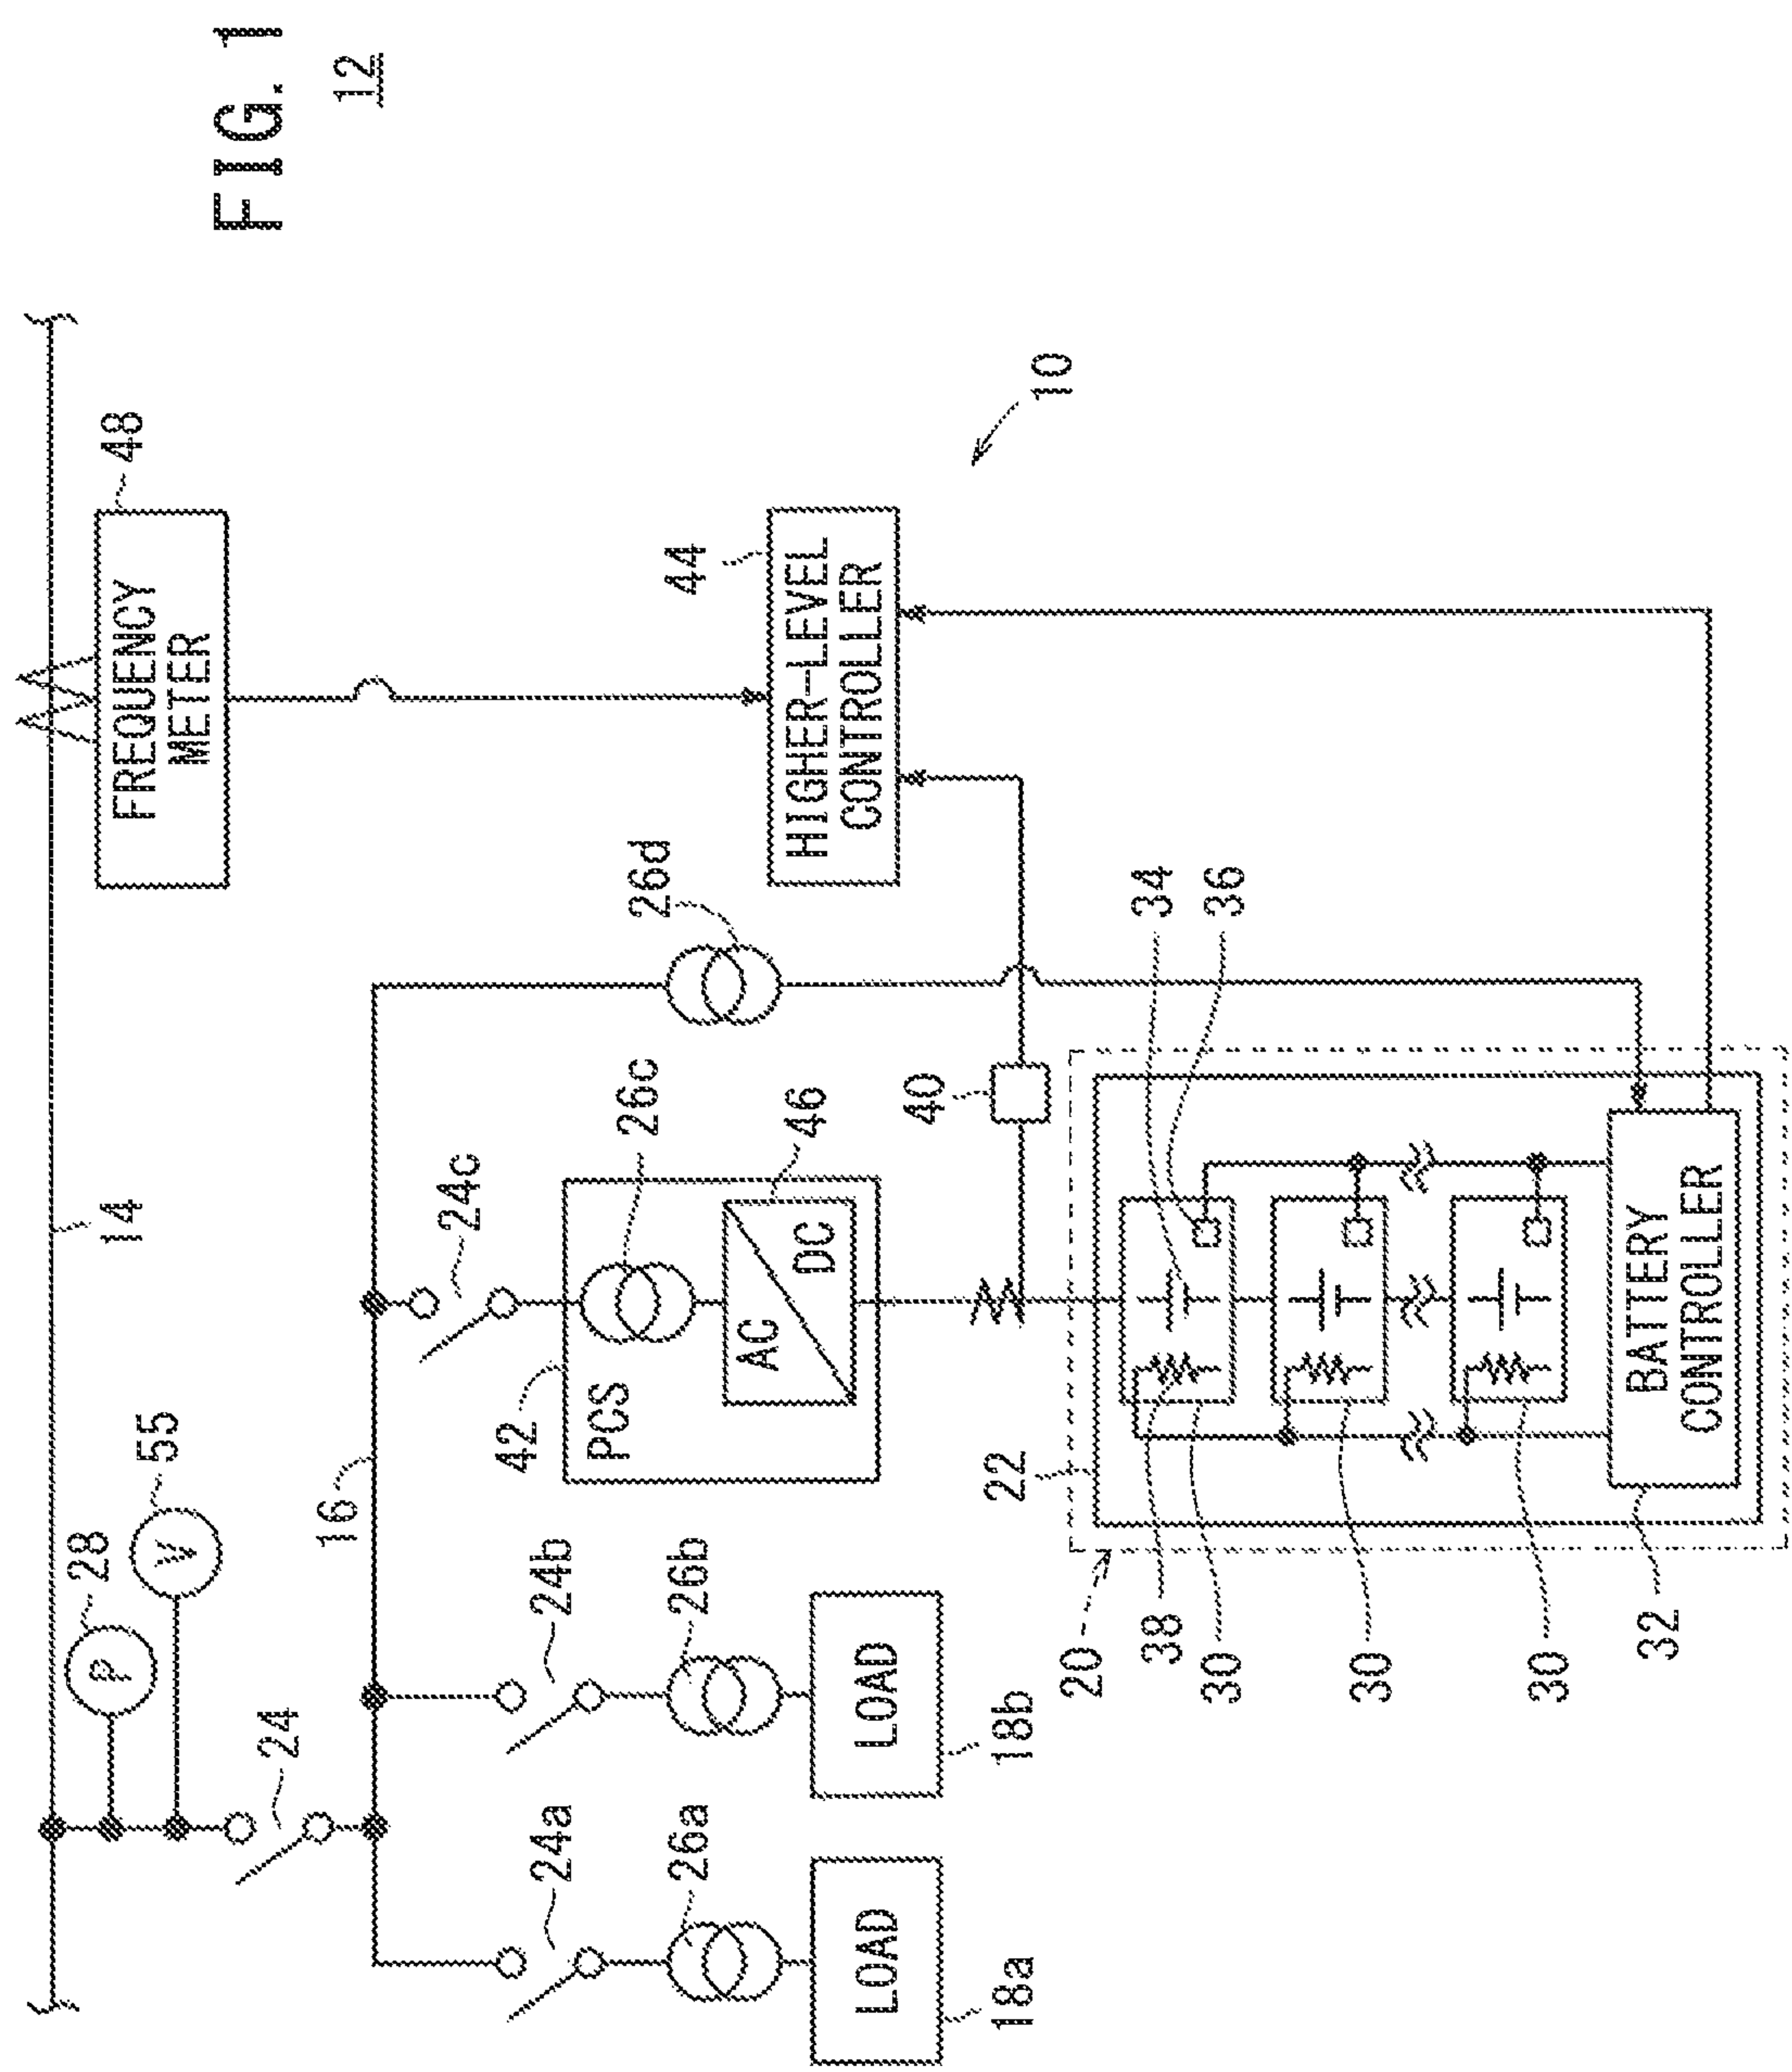 FIG. 1
12
14
28
P
55
V
24
16
48
FREQUENCY
METER
24a
24b
24c
26a
26b
42
PCS
26c
46
AC
DC
26d
44
HIGHER-LEVEL
CONTROLLER
10
LOAD
18a
LOAD
18b
40
22
20
34
36
38
30
30
30
32
BATTERY
CONTROLLER